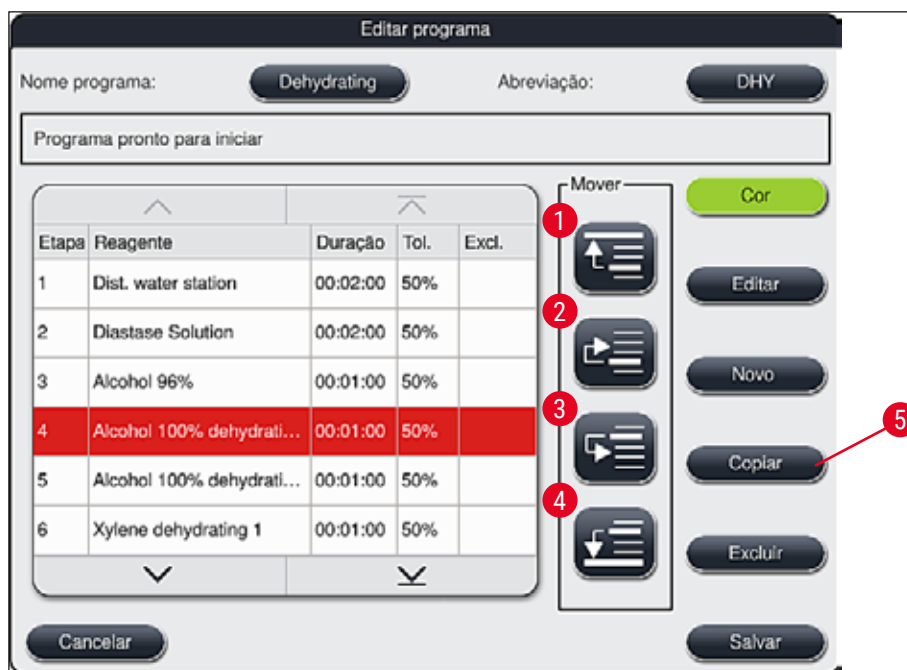 Editar programa
Nome programa: Dehydrating Abreviação: DHY
Programa pronto para iniciar
Mover
Cor
1
Etapa Reagente Duração Tol. Excl.
1 Dist. water station 00:02:00 50%
Editar
2
2 Diastase Solution 00:02:00 50%
3 Alcohol 96% 00:01:00 50%
Novo
3
4 Alcohol 100% dehydrati... 00:01:00 50%
5
Copiar
5 Alcohol 100% dehydrati... 00:01:00 50%
4
6 Xylene dehydrating 1 00:01:00 50%
Excluir
Cancelar Salvar